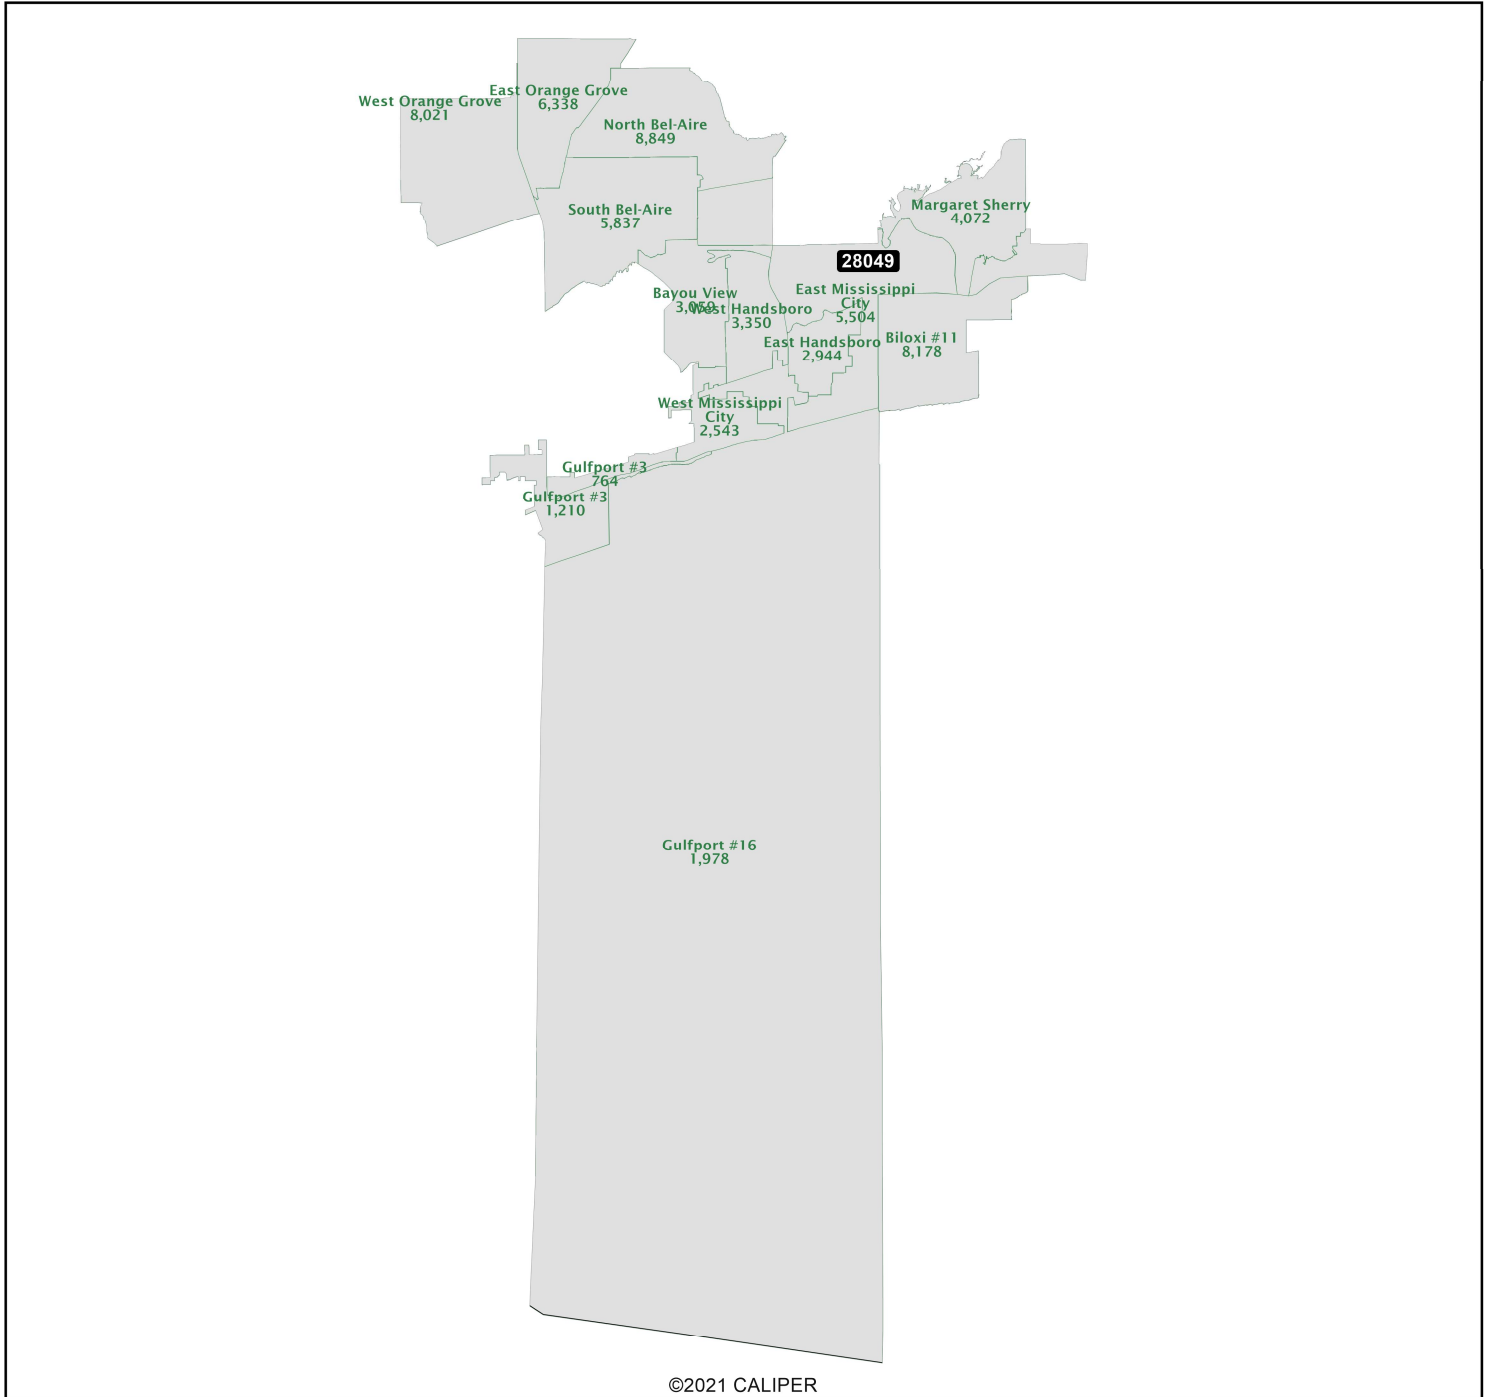 East Orange Grove
6,338
West Orange Grove
8,021
North Bel-Aire
8,849
South Bel-Aire
5,837
Margaret Sherry
4,072
28049
East Mississippi
City
5,504
Bayou View
3,059
West Handsboro
3,350
East Handsboro
2,944
Biloxi #11
8,178
West Mississippi
City
2,543
Gulfport #3
764
Gulfport #3
1,210
Gulfport #16
1,978
©2021 CALIPER